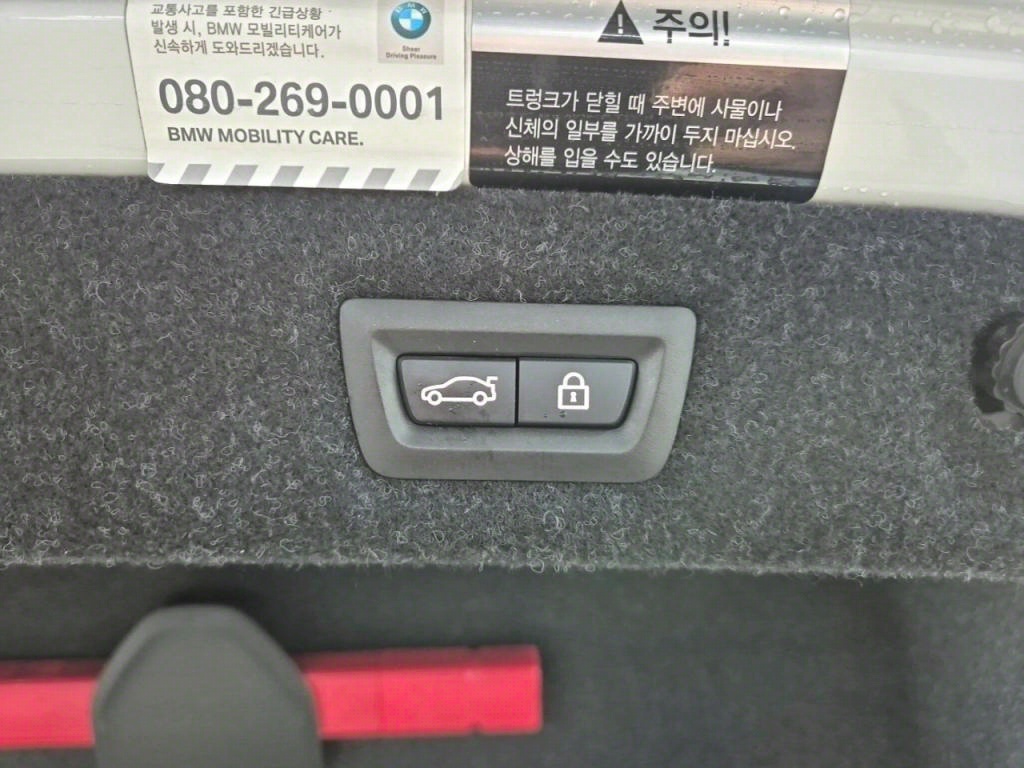 교통사고를 포함한 긴급상황
발생 시, BMW 모빌리티케어가
신속하게 도와드리겠습니다.
BMW
Sheer
Driving Pleasure
080-269-0001
BMW MOBILITY CARE.
주의!
트렁크가 닫힐 때 주변에 사물이나
신체의 일부를 가까이 두지 마십시오.
상해를 입을 수도 있습니다.